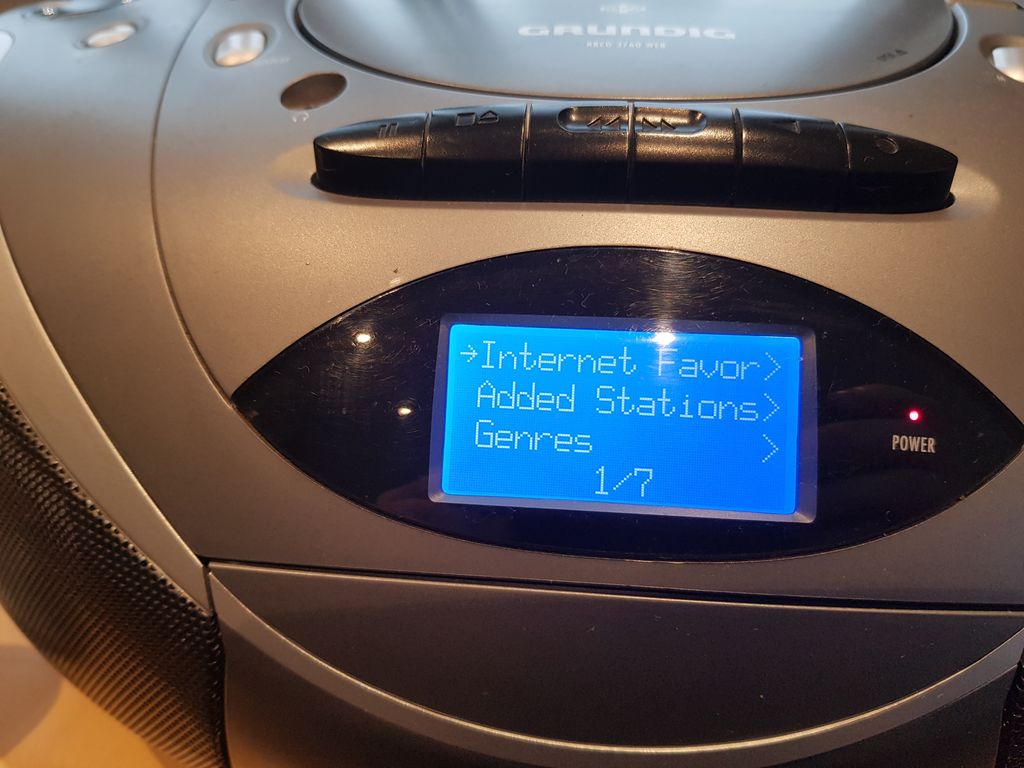 GRUNDIG
→Internet Favor>
Added Stations>
Genres >
1/7
POWER